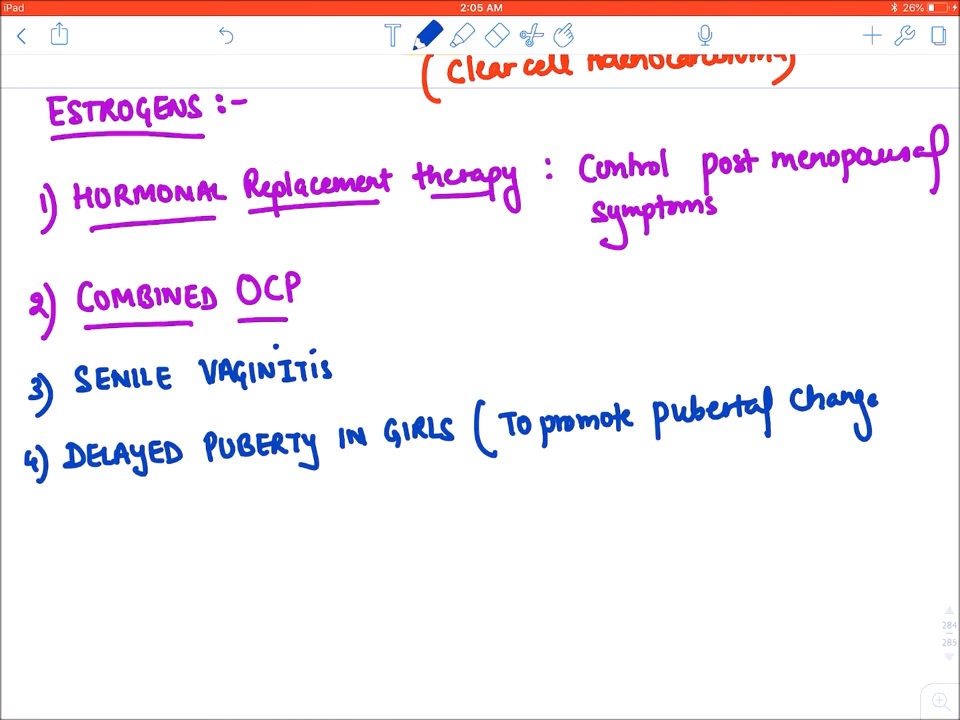 iPad
2:05 AM
26%
T
(Clear cell Adenocarcinoma)
ESTROGENS :-
1) HORMONAL Replacement therapy : Control post menopausal
symptoms
2) COMBINED OCP
3) SENILE VAGINITIS
4) DELAYED PUBERTY IN GIRLS (To promote pubertal change
284
285